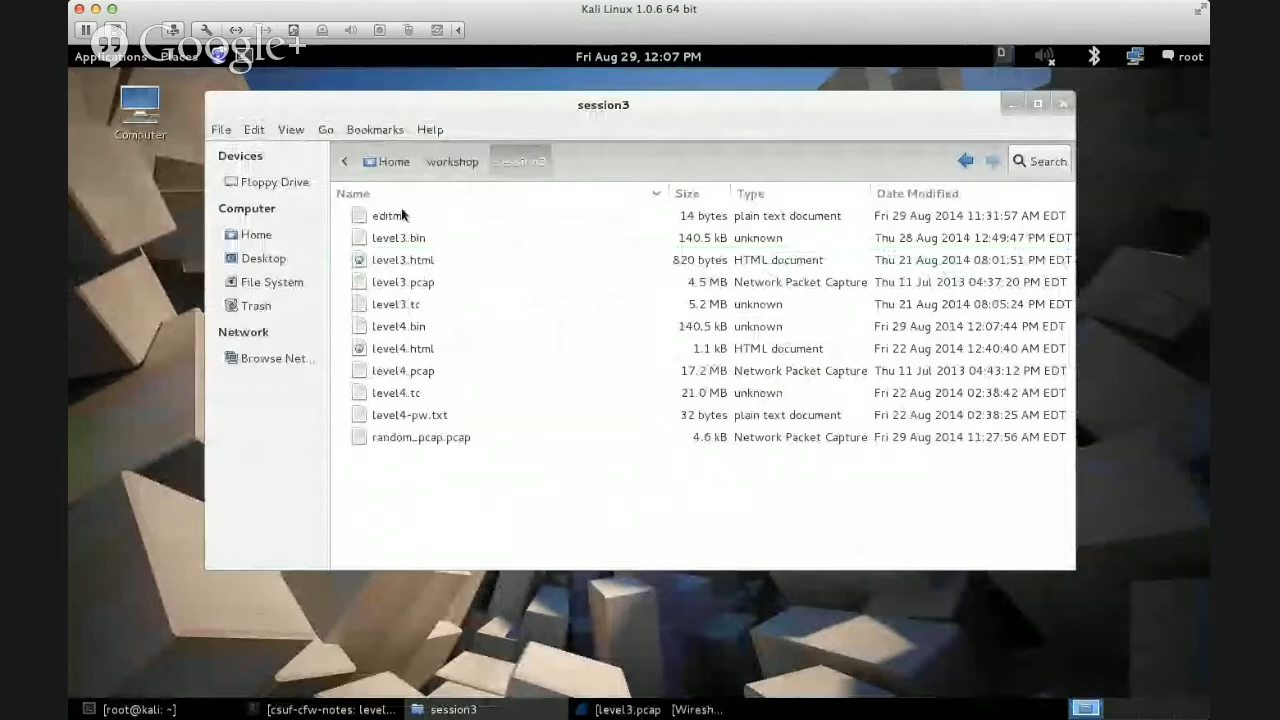 Kali Linux 1.0.6 64 bit
Google+
Applications Places Fri Aug 29, 12:07 PM root
Computer
session3
File Edit View Go Bookmarks Help
Devices
Floppy Drive
Computer
Home
Desktop
File System
Trash
Network
Browse Net...
Home workshop session3 Search
Name Size Type Date Modified
14 bytes plain text document Fri 29 Aug 2014 11:31:57 AM EDT
level3.bin 140.5 kB unknown Thu 28 Aug 2014 12:49:47 PM EDT
level3.html 820 bytes HTML document Thu 21 Aug 2014 08:01:51 PM EDT
level3.pcap 4.5 MB Network Packet Capture Thu 11 Jul 2013 04:37:20 PM EDT
level3.tc 5.2 MB unknown Thu 21 Aug 2014 08:05:24 PM EDT
level4.bin 140.5 kB unknown Fri 29 Aug 2014 12:07:44 PM EDT
level4.html 1.1 kB HTML document Fri 22 Aug 2014 12:40:40 AM EDT
level4.pcap 17.2 MB Network Packet Capture Thu 11 Jul 2013 04:43:12 PM EDT
level4.tc 21.0 MB unknown Fri 22 Aug 2014 02:38:42 AM EDT
level4-pw.txt 32 bytes plain text document Fri 22 Aug 2014 02:38:25 AM EDT
random_pcap.pcap 4.6 kB Network Packet Capture Fri 29 Aug 2014 11:27:56 AM EDT
[root@kali: ~] [csuf-cfw-notes: level... session3 [level3.pcap [Wiresh...